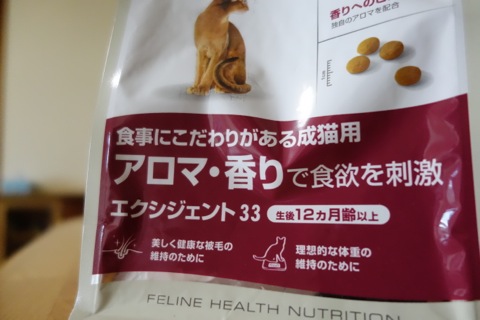 香りへの
独自のアロマを配合
食事にこだわりがある成猫用
アロマ・香りで食欲を刺激
エクシジェント 33 生後12カ月齢以上
美しく健康な被毛の
維持のために
理想的な体重の
維持のために
FELINE HEALTH NUTRITION